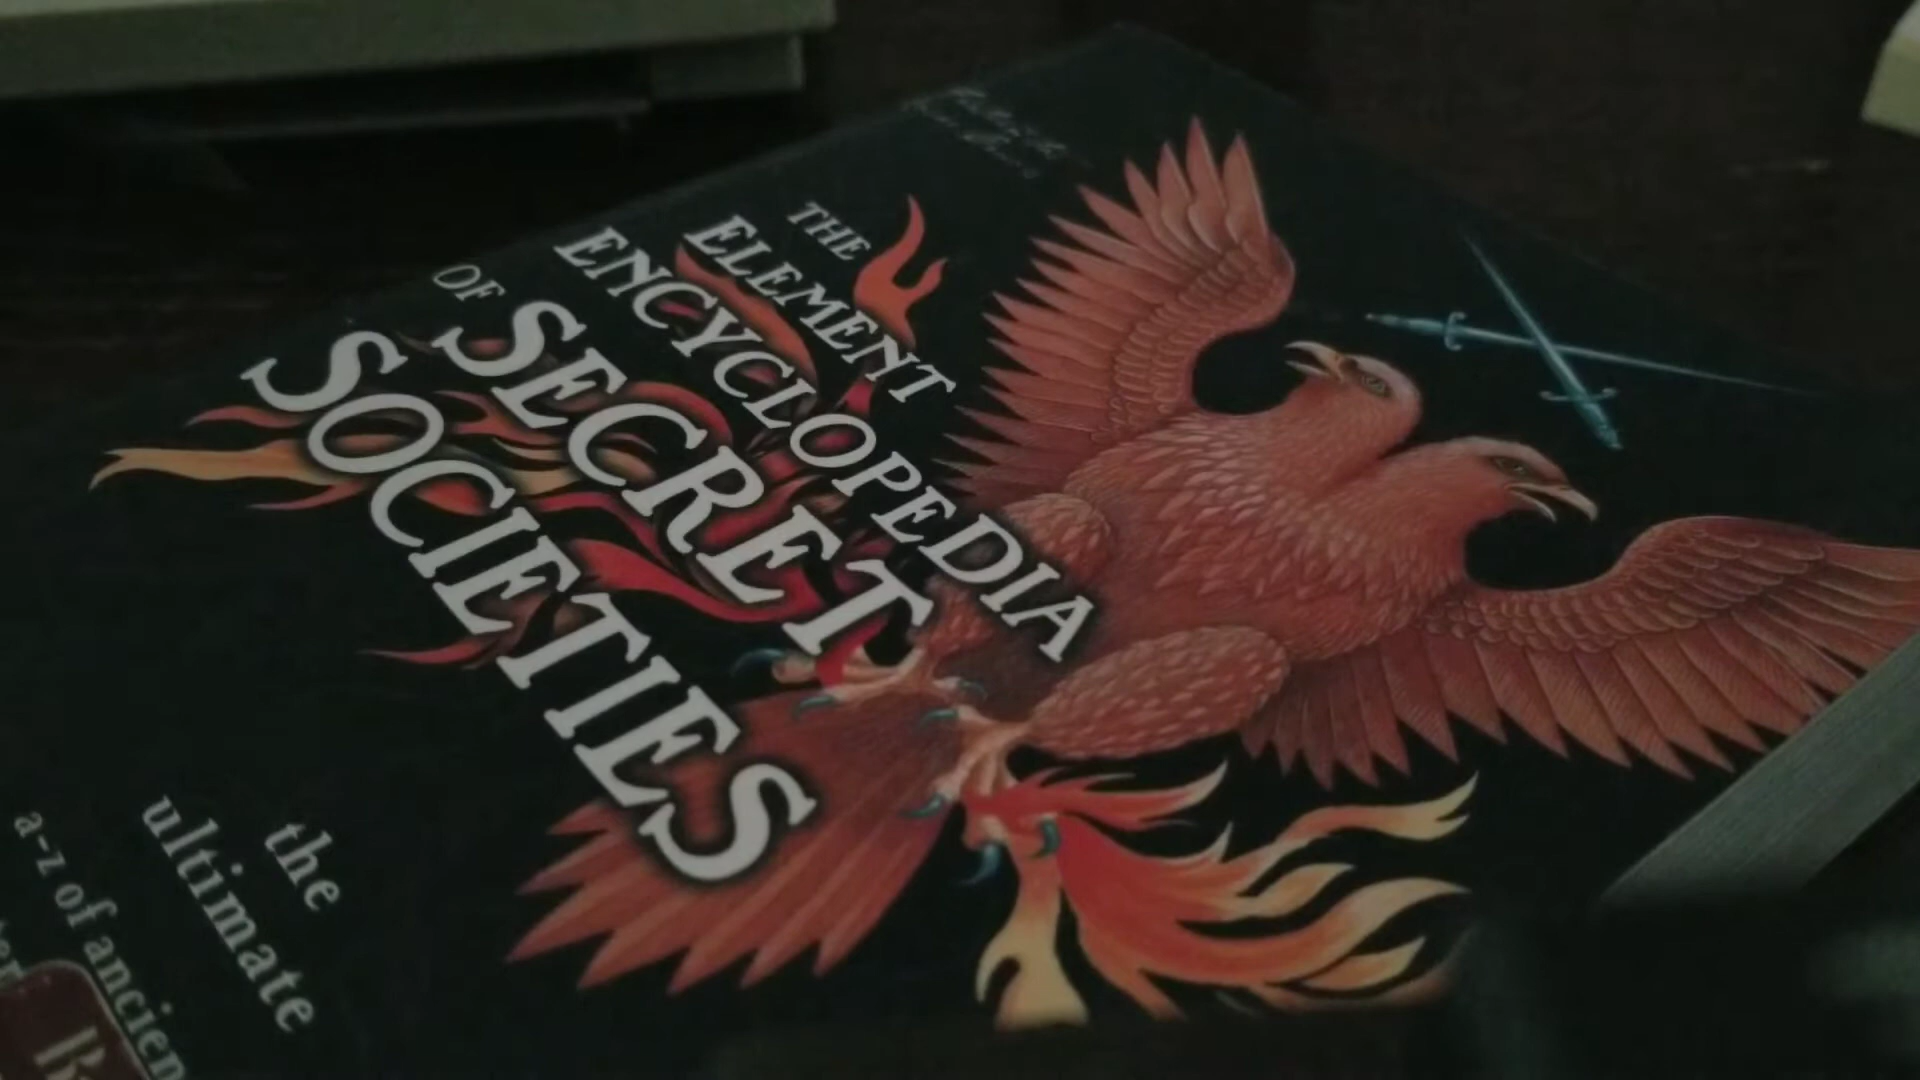 THE
ELEMENT
ENCYCLOPEDIA
OF SECRET
SOCIETIES
the
ultimate
a-z of ancien